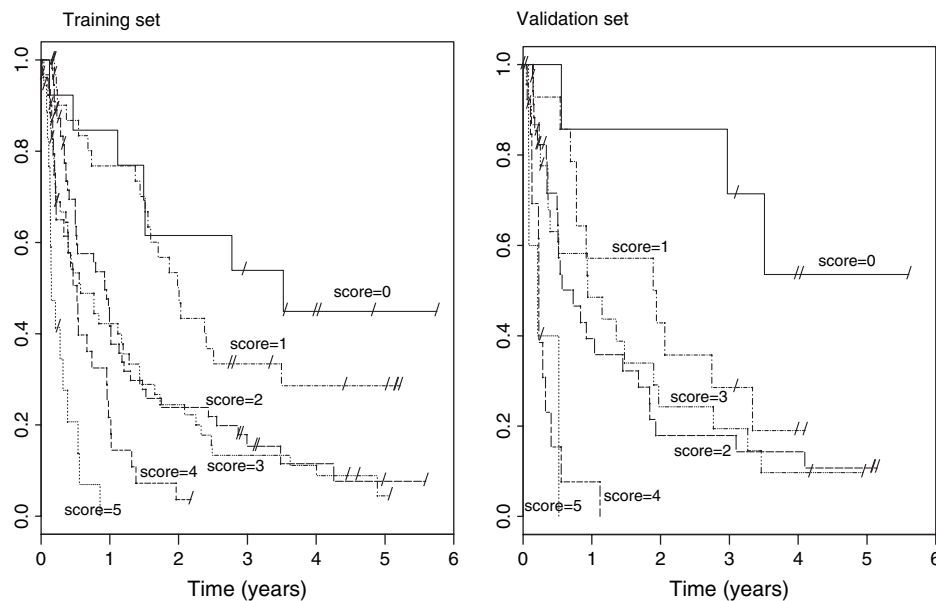 Training set
1.0
0.8
0.6
0.4
0.2
0.0
score=0
score=1
score=2
score=3
score=4
score=5
0 1 2 3 4 5 6
Time (years)
Validation set
1.0
0.8
0.6
0.4
0.2
0.0
score=1
score=0
score=3
score=2
score=5
score=4
0 1 2 3 4 5 6
Time (years)